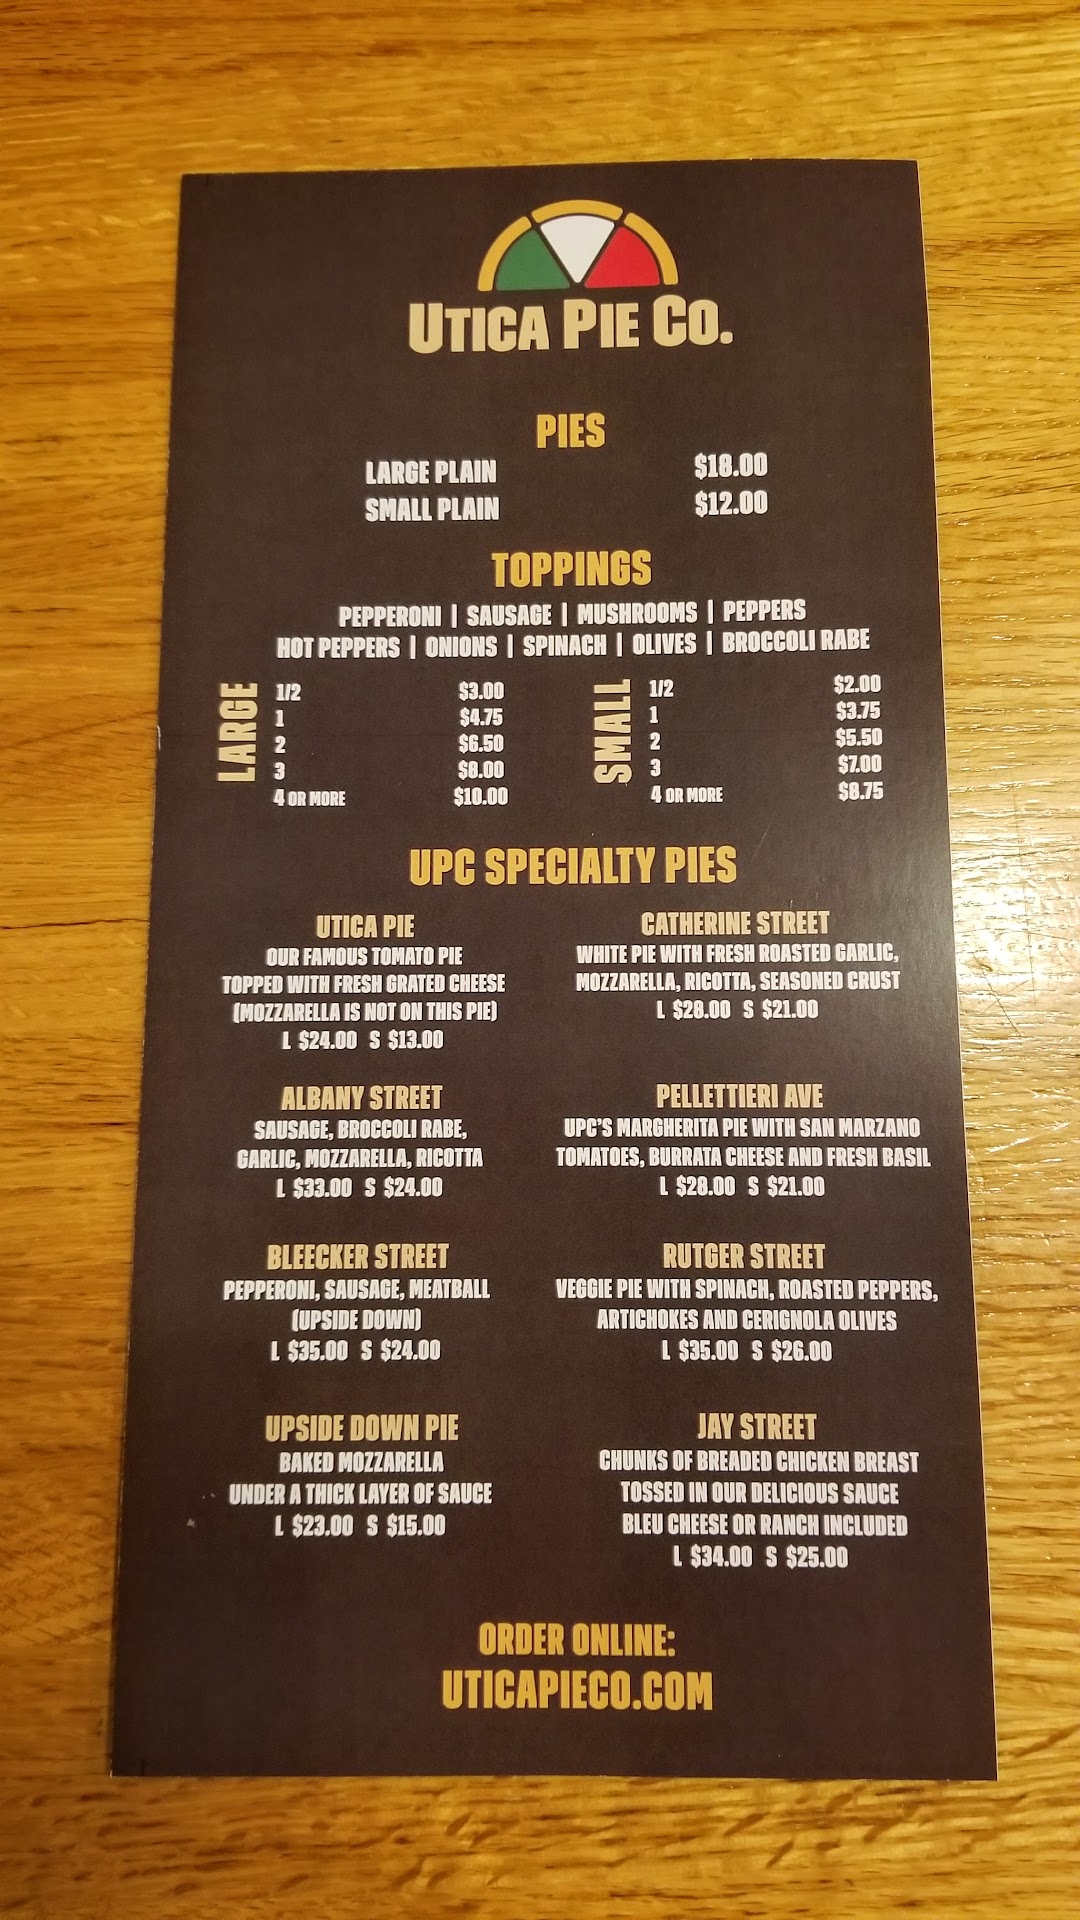 UTICA PIE CO.
PIES
LARGE PLAIN $18.00
SMALL PLAIN $12.00
TOPPINGS
PEPPERONI | SAUSAGE | MUSHROOMS | PEPPERS
HOT PEPPERS | ONIONS | SPINACH | OLIVES | BROCCOLI RABE
LARGE
1/2 $3.00
1 $4.75
2 $6.50
3 $8.00
4 OR MORE $10.00
SMALL
1/2 $2.00
1 $3.75
2 $5.50
3 $7.00
4 OR MORE $8.75
UPC SPECIALTY PIES
UTICA PIE
OUR FAMOUS TOMATO PIE
TOPPED WITH FRESH GRATED CHEESE
(MOZZARELLA IS NOT ON THIS PIE)
L $24.00 S $13.00
CATHERINE STREET
WHITE PIE WITH FRESH ROASTED GARLIC,
MOZZARELLA, RICOTTA, SEASONED CRUST
L $28.00 S $21.00
ALBANY STREET
SAUSAGE, BROCCOLI RABE,
GARLIC, MOZZARELLA, RICOTTA
L $33.00 S $24.00
PELLETTIERI AVE
UPC'S MARGHERITA PIE WITH SAN MARZANO
TOMATOES, BURRATA CHEESE AND FRESH BASIL
L $28.00 S $21.00
BLEECKER STREET
PEPPERONI, SAUSAGE, MEATBALL
(UPSIDE DOWN)
L $35.00 S $24.00
RUTGER STREET
VEGGIE PIE WITH SPINACH, ROASTED PEPPERS,
ARTICHOKES AND CERIGNOLA OLIVES
L $35.00 S $26.00
UPSIDE DOWN PIE
BAKED MOZZARELLA
UNDER A THICK LAYER OF SAUCE
L $23.00 S $15.00
JAY STREET
CHUNKS OF BREADED CHICKEN BREAST
TOSSED IN OUR DELICIOUS SAUCE
BLEU CHEESE OR RANCH INCLUDED
L $34.00 S $25.00
ORDER ONLINE:
UTICAPIECO.COM